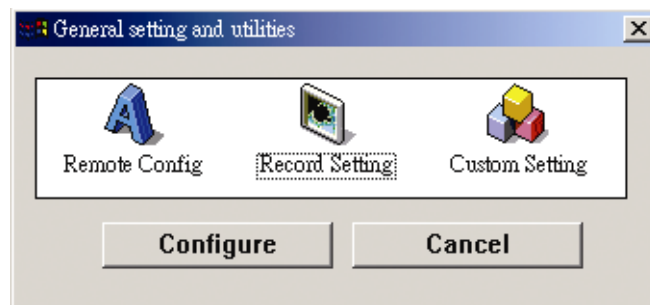 General setting and utilities
Remote Config Record Setting Custom Setting
Configure Cancel